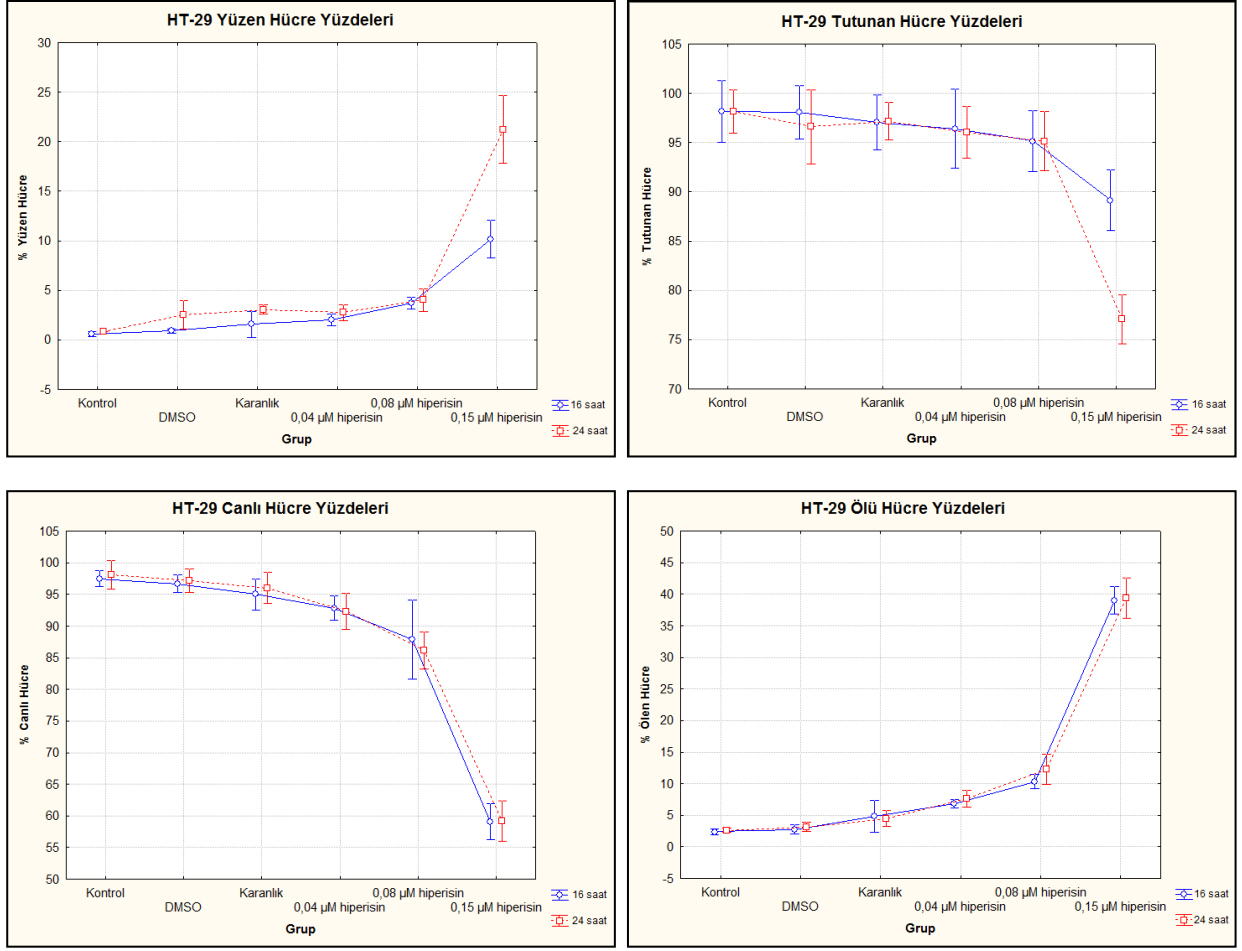 HT-29 Yüzen Hücre Yüzdeleri
30
25
20
15
10
5
0
-5
% Yüzen Hücre
Kontrol
DMSO
Karanlık
0,04 µM hiperisin
0,08 µM hiperisin
0,15 µM hiperisin
Grup
16 saat
24 saat
HT-29 Tutunan Hücre Yüzdeleri
105
100
95
90
85
80
75
70
% Tutunan Hücre
Kontrol
DMSO
Karanlık
0,04 µM hiperisin
0,08 µM hiperisin
0,15 µM hiperisin
Grup
16 saat
24 saat
HT-29 Canlı Hücre Yüzdeleri
105
100
95
90
85
80
75
70
65
60
55
50
% Canlı Hücre
Kontrol
DMSO
Karanlık
0,04 µM hiperisin
0,08 µM hiperisin
0,15 µM hiperisin
Grup
16 saat
24 saat
HT-29 Ölü Hücre Yüzdeleri
50
45
40
35
30
25
20
15
10
5
0
-5
% Ölen Hücre
Kontrol
DMSO
Karanlık
0,04 µM hiperisin
0,08 µM hiperisin
0,15 µM hiperisin
Grup
16 saat
24 saat